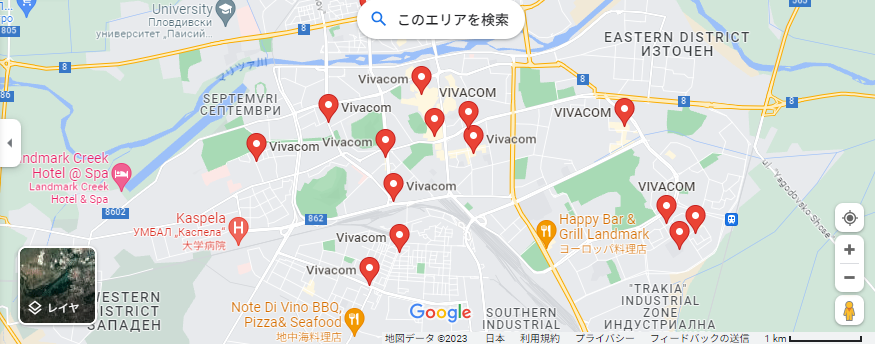 University
Пловдивски
университет „Паисий...
このエリアを検索
EASTERN DISTRICT
ИЗТОЧЕН
805
8
8
8
8
8
86
マリツァ川
SEPTEMVRI
СЕПТЕМВРИ
Vivacom
VIVACOM
Vivacom
VIVACOM
Vivacom
Vivacom
Vivacom
ndmark Creek
Hotel @ Spa
Landmark Creek
Hotel & Spa
Vivacom
VIVACOM
ul. "Yagodovsko Shose"
8602
862
Kaspela
УМБАЛ „Каспела"
大学病院
Happy Bar &
Grill Landmark
ヨーロッパ料理店
Vivacom
Vivacom
レイヤ
WESTERN
DISTRICT
ЗАПАДЕН
Note Di Vino BBQ,
Pizza& Seafood
地中海料理店
Google
SOUTHERN
INDUSTRIAL
"TRAKIA"
INDUSTRIAL
ZONE
ИНДУСТРИАЛНА
地図データ ©2023
日本
利用規約
プライバシー
フィードバックの送信
1 km